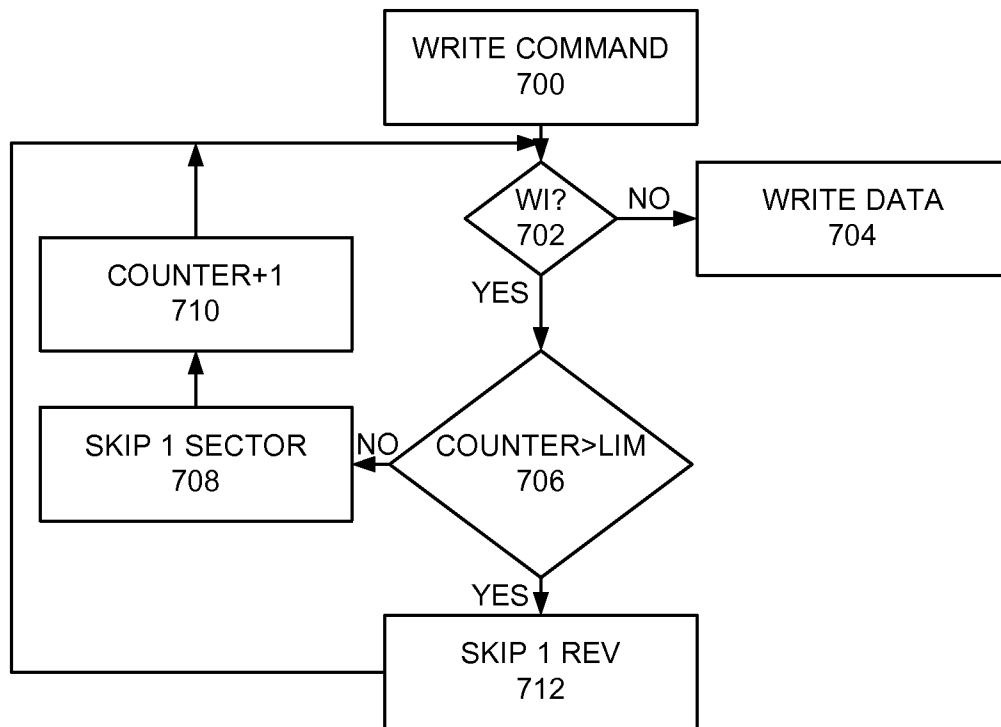 WRITE COMMAND
700
WI?
702
NO
WRITE DATA
704
YES
COUNTER+1
710
SKIP 1 SECTOR
708
NO
COUNTER>LIM
706
YES
SKIP 1 REV
712